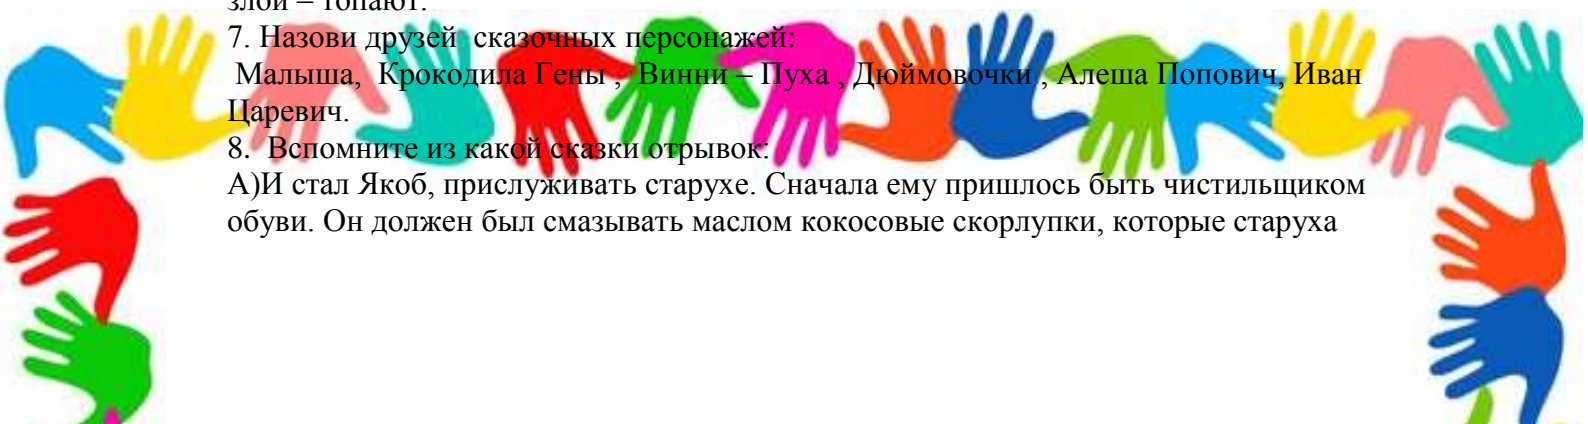 злой – топают.
7. Назови друзей сказочных персонажей:
Малыша, Крокодила Гены , Винни – Пуха , Дюймовочки , Алеша Попович, Иван
Царевич.
8. Вспомните из какой сказки отрывок:
А)И стал Якоб, прислуживать старухе. Сначала ему пришлось быть чистильщиком
обуви. Он должен был смазывать маслом кокосовые скорлупки, которые старуха